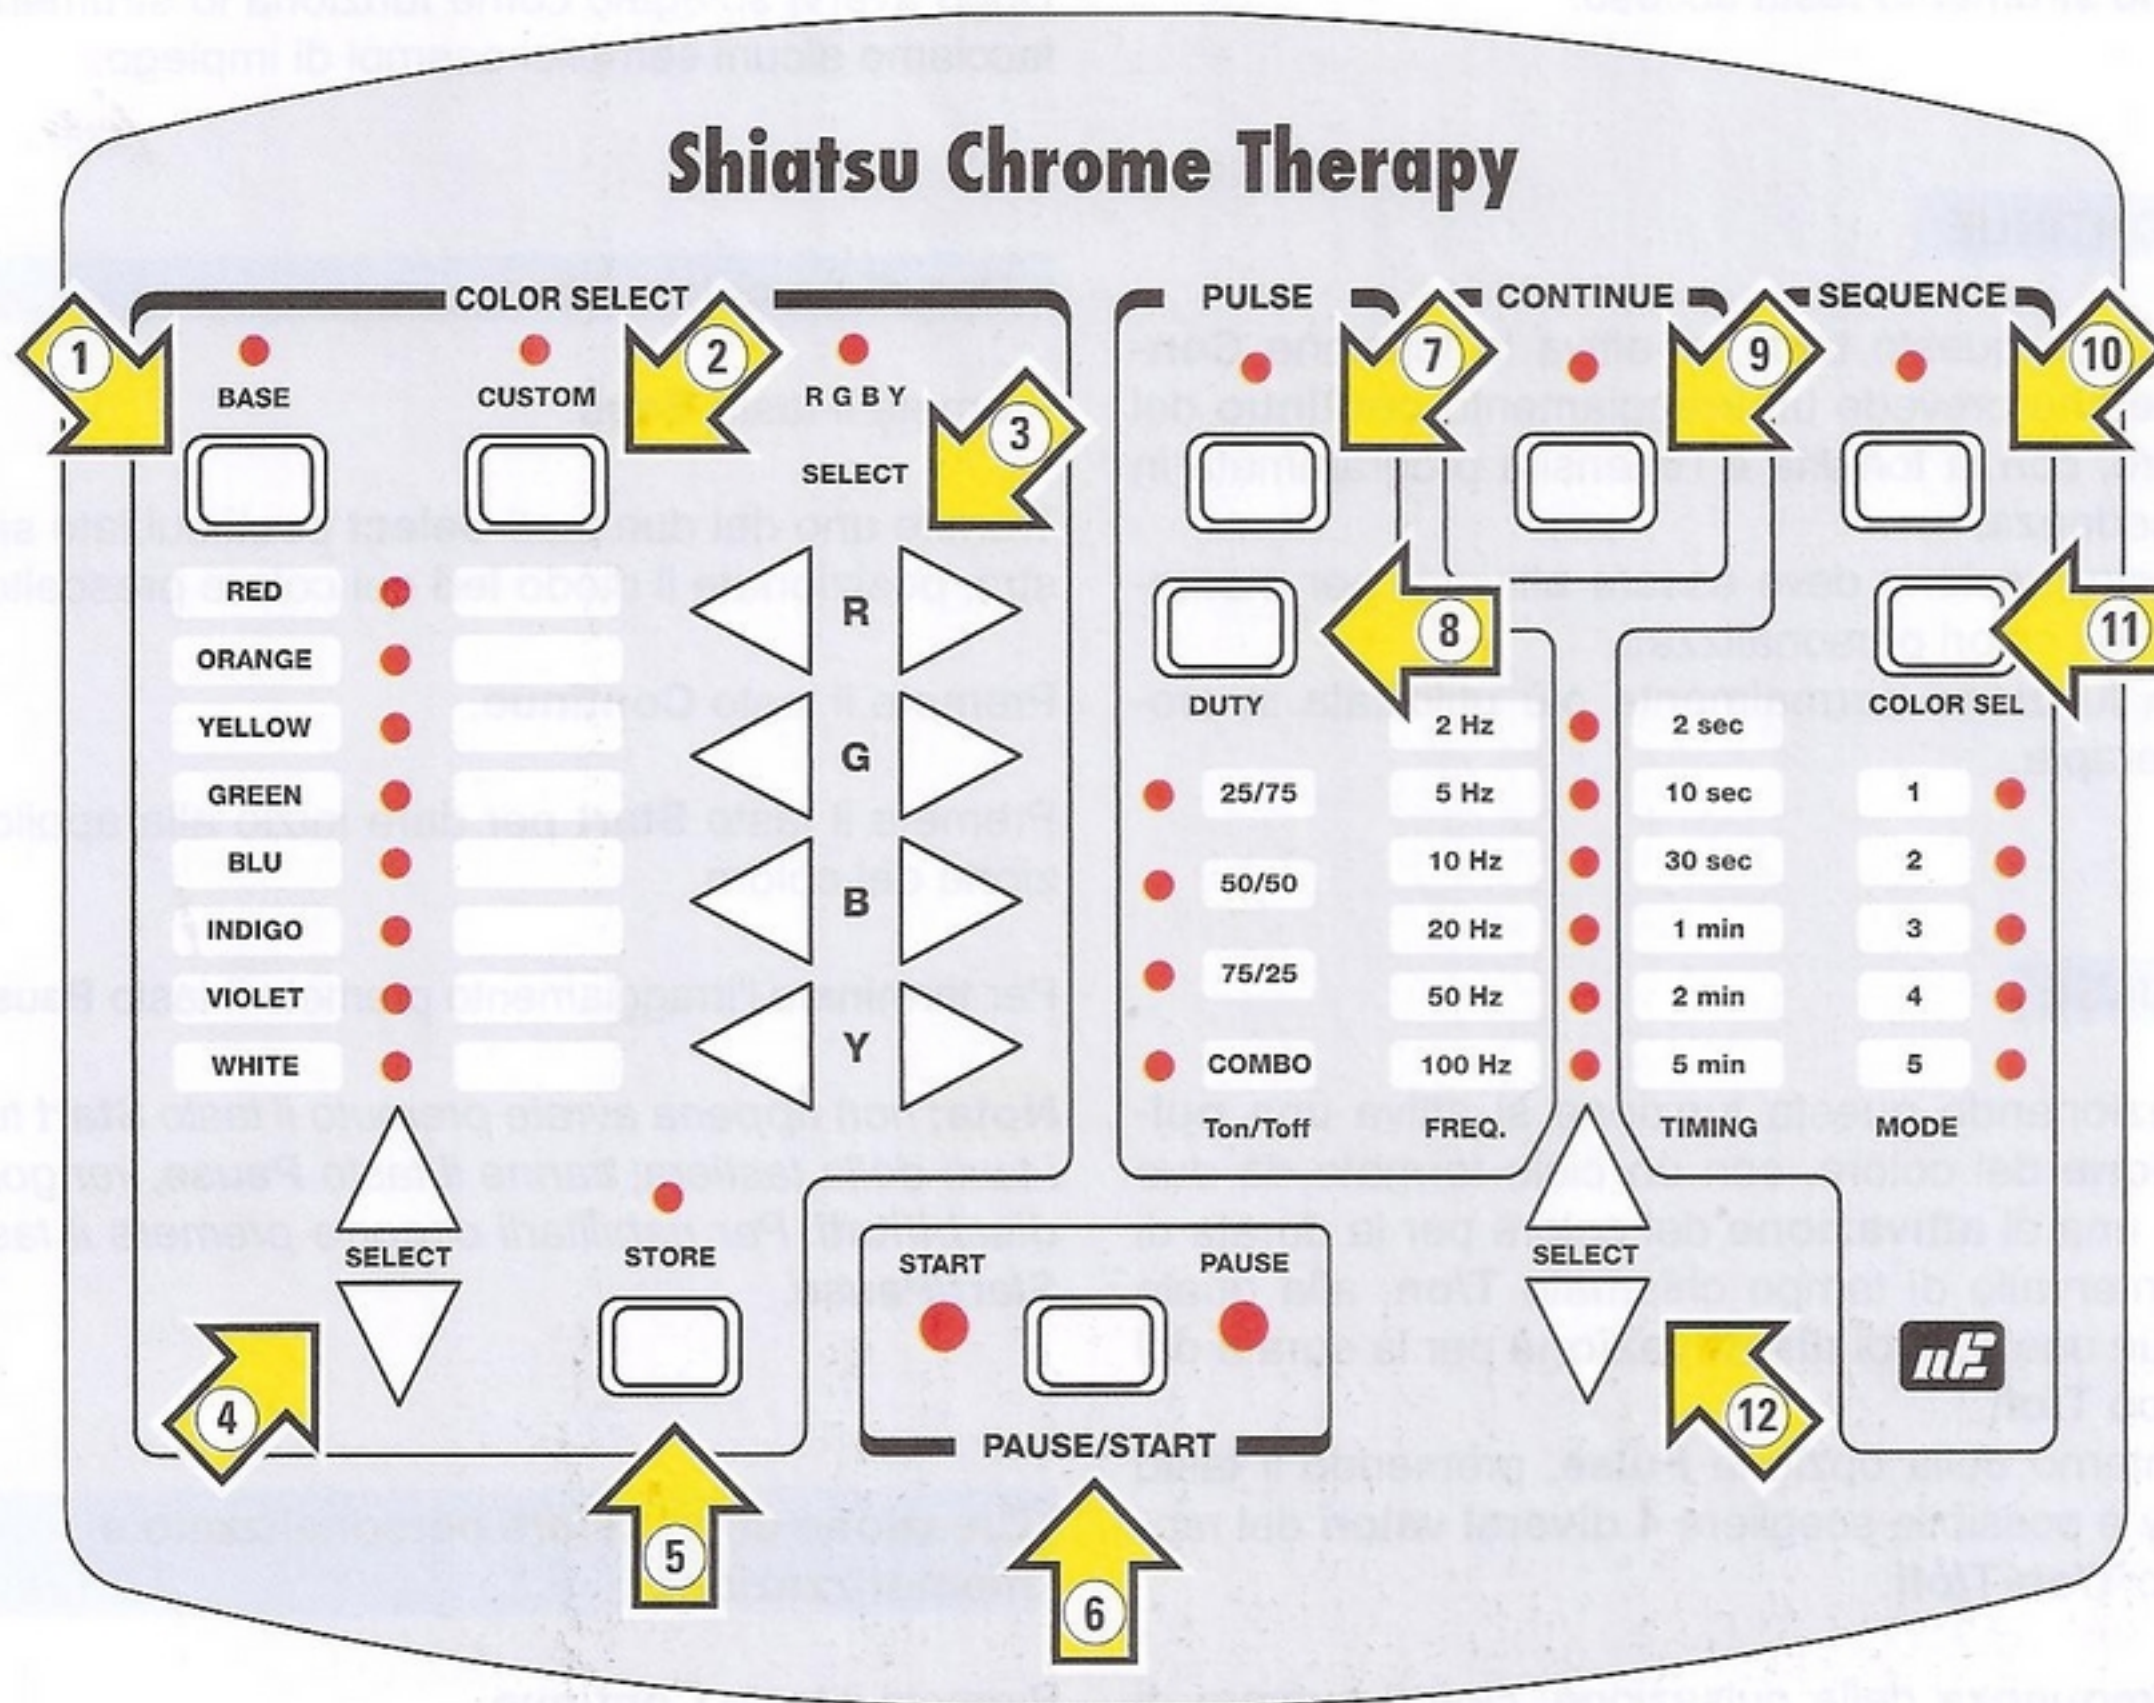 Shiatsu Chrome Therapy
COLOR SELECT
1
BASE
CUSTOM
2
R G B Y
SELECT
3
RED
ORANGE
YELLOW
GREEN
BLU
INDIGO
VIOLET
WHITE
R
G
B
Y
SELECT
4
STORE
5
START
PAUSE
PAUSE/START
6
PULSE
7
CONTINUE
9
SEQUENCE
10
DUTY
8
COLOR SEL
11
25/75
50/50
75/25
COMBO
Ton/Toff
2 Hz
5 Hz
10 Hz
20 Hz
50 Hz
100 Hz
FREQ.
2 sec
10 sec
30 sec
1 min
2 min
5 min
TIMING
1
2
3
4
5
MODE
SELECT
12